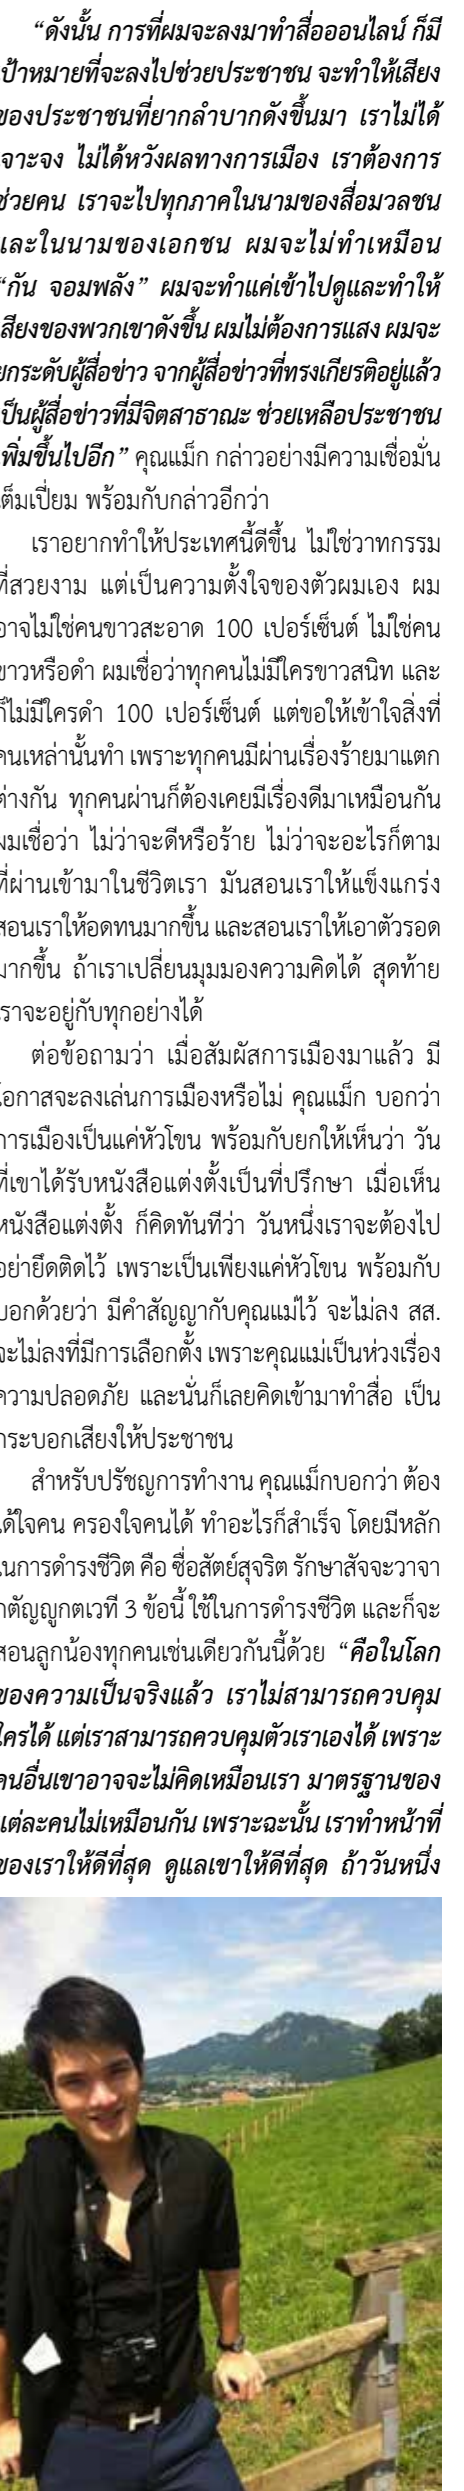 “ดังนั้น การที่ผมจะลงมาทำสื่อออนไลน์ ก็มี
ป้าหมายที่จะลงไปช่วยประชาชน จะทำให้เสียง
ของประชาชนที่ยากลำบากดังขึ้นมา เราไม่ได้
จาะจง ไม่ได้หวังผลทางการเมือง เราต้องการ
ช่วยคน เราจะไปทุกภาคในนามของสื่อมวลชน
และในนามของเอกชน ผมจะไม่ทำเหมือน
“กัน จอมพลัง” ผมจะทำแค่เข้าไปดูและทำให้
สียงของพวกเขาดังขึ้น ผมไม่ต้องการแสง ผมจะ
ยกระดับผู้สื่อข่าว จากผู้สื่อข่าวที่ทรงเกียรติอยู่แล้ว
ป็นผู้สื่อข่าวที่มีจิตสาธาณะ ช่วยเหลือประชาชน
พิ่มขึ้นไปอีก” คุณแม็ก กล่าวอย่างมีความเชื่อมั่น
ต็มเปี่ยม พร้อมกับกล่าวอีกว่า
เราอยากทำให้ประเทศนี้ดีขึ้น ไม่ใช่วาทกรรม
ที่สวยงาม แต่เป็นความตั้งใจของตัวผมเอง ผม
อาจไม่ใช่คนขาวสะอาด 100 เปอร์เซ็นต์ ไม่ใช่คน
ขาวหรือดำ ผมเชื่อว่าทุกคนไม่มีใครขาวสนิท และ
ก็ไม่มีใครดำ 100 เปอร์เซ็นต์ แต่ขอให้เข้าใจสิ่งที่
คนเหล่านั้นทำ เพราะทุกคนมีผ่านเรื่องร้ายมาแตก
ต่างกัน ทุกคนผ่านก็ต้องเคยมีเรื่องดีมาเหมือนกัน
ผมเชื่อว่า ไม่ว่าจะดีหรือร้าย ไม่ว่าจะอะไรก็ตาม
ที่ผ่านเข้ามาในชีวิตเรา มันสอนเราให้แข็งแกร่ง
สอนเราให้อดทนมากขึ้น และสอนเราให้เอาตัวรอด
มากขึ้น ถ้าเราเปลี่ยนมุมมองความคิดได้ สุดท้าย
ราจะอยู่กับทุกอย่างได้
ต่อข้อถามว่า เมื่อสัมผัสการเมืองมาแล้ว มี
โอกาสจะลงเล่นการเมืองหรือไม่ คุณแม็ก บอกว่า
การเมืองเป็นแค่หัวโขน พร้อมกับยกให้เห็นว่า วัน
ที่เขาได้รับหนังสือแต่งตั้งเป็นที่ปรึกษา เมื่อเห็น
หนังสือแต่งตั้ง ก็คิดทันทีว่า วันหนึ่งเราจะต้องไป
อย่ายึดติดไว้ เพราะเป็นเพียงแค่หัวโขน พร้อมกับ
บอกด้วยว่า มีคำสัญญากับคุณแม่ไว้ จะไม่ลง สส.
จะไม่ลงที่มีการเลือกตั้ง เพราะคุณแม่เป็นห่วงเรื่อง
ความปลอดภัย และนั่นก็เลยคิดเข้ามาทำสื่อ เป็น
กระบอกเสียงให้ประชาชน
สำหรับปรัชญการทำงาน คุณแม็กบอกว่า ต้อง
ได้ใจคน ครองใจคนได้ ทำอะไรก็สำเร็จ โดยมีหลัก
ในการดำรงชีวิต คือ ซื่อสัตย์สุจริต รักษาสัจจะวาจา
กตัญญูกตเวที 3 ข้อนี้ ใช้ในการดำรงชีวิต และก็จะ
สอนลูกน้องทุกคนเช่นเดียวกันนี้ด้วย “คือในโลก
ของความเป็นจริงแล้ว เราไม่สามารถควบคุม
ใครได้ แต่เราสามารถควบคุมตัวเราเองได้ เพราะ
คนอื่นเขาอาจจะไม่คิดเหมือนเรา มาตรฐานของ
แต่ละคนไม่เหมือนกัน เพราะฉะนั้น เราทำหน้าที่
ของเราให้ดีที่สุด ดูแลเขาให้ดีที่สุด ถ้าวันหนึ่ง